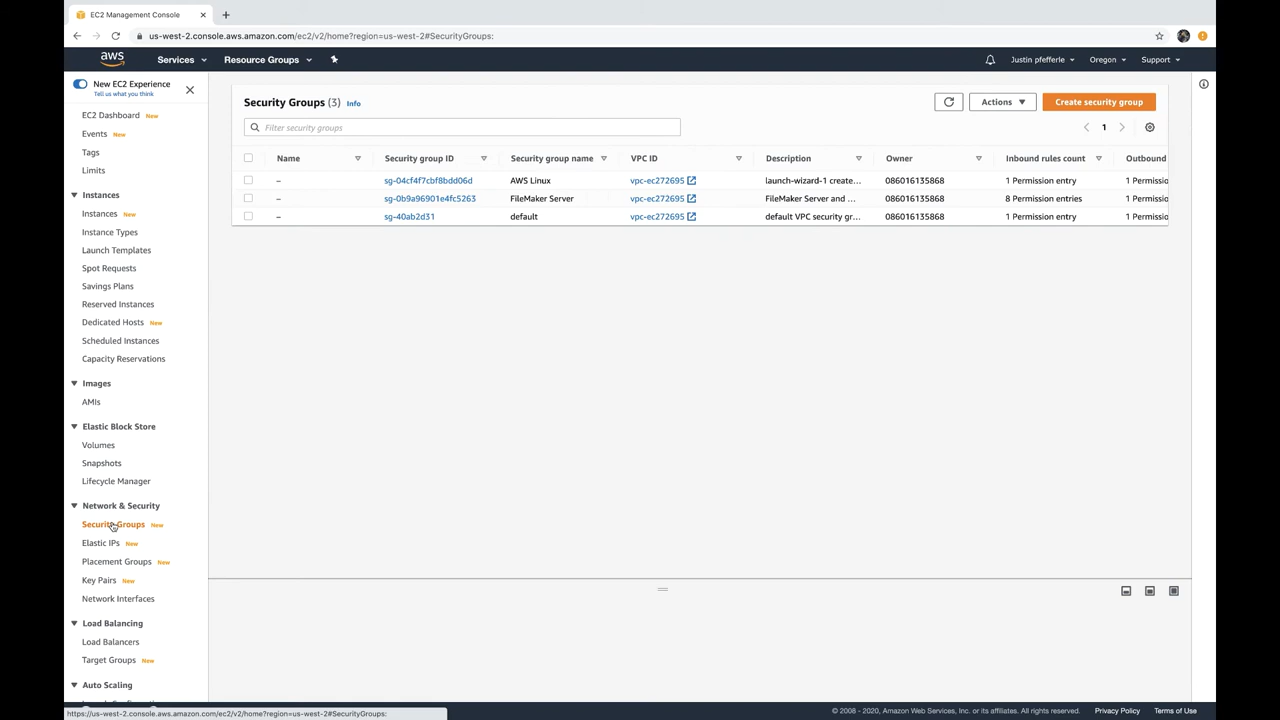 EC2 Management Console
us-west-2.console.aws.amazon.com/ec2/v2/home?region=us-west-2#SecurityGroups:
aws Services Resource Groups Justin pfefferle Oregon Support
New EC2 Experience
Tell us what you think
EC2 Dashboard New
Events New
Tags
Limits
Instances
Instances New
Instance Types
Launch Templates
Spot Requests
Savings Plans
Reserved Instances
Dedicated Hosts New
Scheduled Instances
Capacity Reservations
Images
AMIs
Elastic Block Store
Volumes
Snapshots
Lifecycle Manager
Network & Security
Security Groups New
Elastic IPs New
Placement Groups New
Key Pairs New
Network Interfaces
Load Balancing
Load Balancers
Target Groups New
Auto Scaling
Security Groups (3) Info
Actions Create security group
Filter security groups
1
Name Security group ID Security group name VPC ID Description Owner Inbound rules count Outbound
– sg-04cf4f7cbf8bdd06d AWS Linux vpc-ec272695 launch-wizard-1 create… 086016135868 1 Permission entry 1 Permissio
– sg-0b9a96901e4fc5263 FileMaker Server vpc-ec272695 FileMaker Server and … 086016135868 8 Permission entries 1 Permissio
– sg-40ab2d31 default vpc-ec272695 default VPC security gr… 086016135868 1 Permission entry 1 Permissio
https://us-west-2.console.aws.amazon.com/ec2/v2/home?region=us-west-2#SecurityGroups:
© 2008 - 2020, Amazon Web Services, Inc. or its affiliates. All rights reserved. Privacy Policy Terms of Use